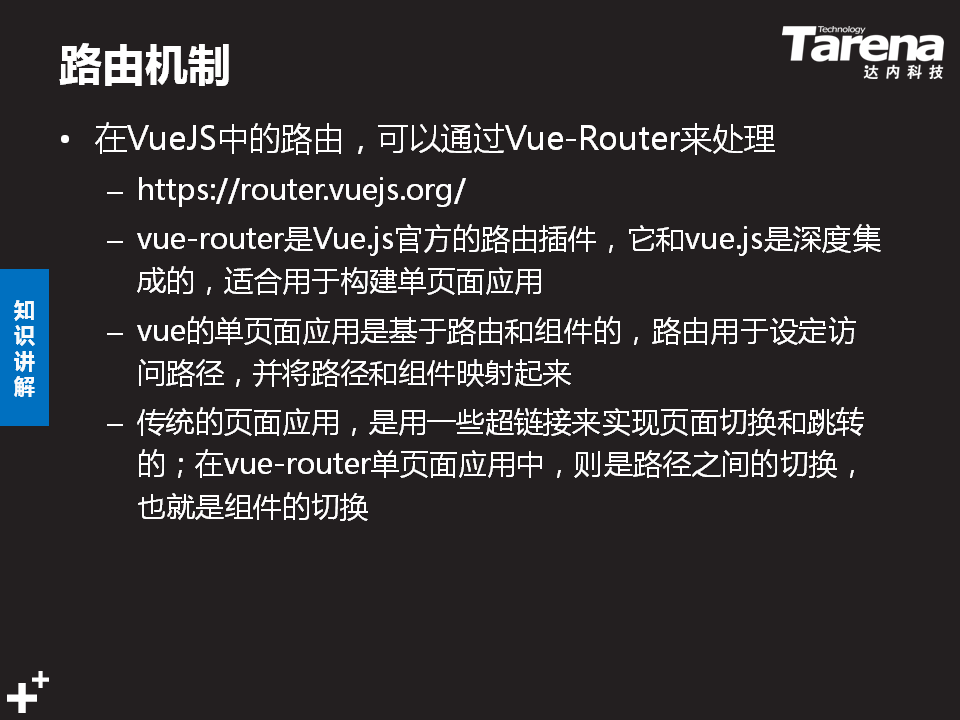 路由机制
Technology
Tarena
达内科技
• 在VueJS中的路由，可以通过Vue-Router来处理
– https://router.vuejs.org/
– vue-router是Vue.js官方的路由插件，它和vue.js是深度集
成的，适合用于构建单页面应用
– vue的单页面应用是基于路由和组件的，路由用于设定访
问路径，并将路径和组件映射起来
– 传统的页面应用，是用一些超链接来实现页面切换和跳转
的；在vue-router单页面应用中，则是路径之间的切换，
也就是组件的切换
知识讲解